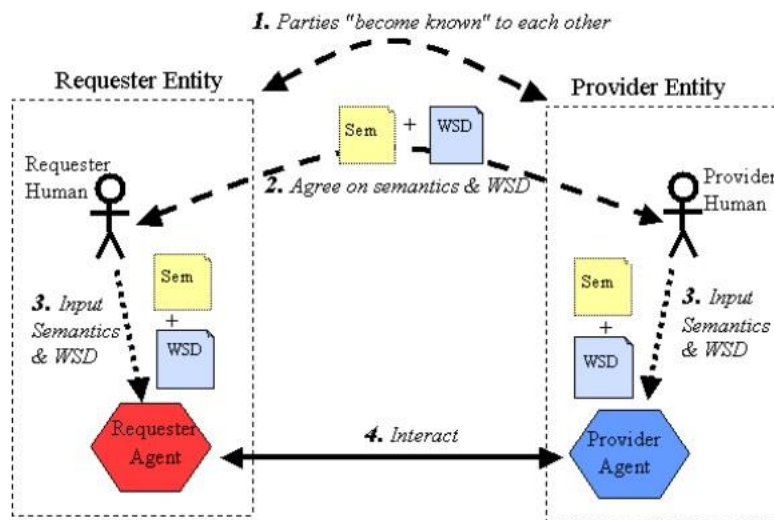 1. Parties "become known" to each other
Requester Entity
Provider Entity
Sem + WSD
Requester
Human
Provider
Human
2. Agree on semantics & WSD
Sem
+
WSD
3. Input
Semantics
& WSD
Sem
+
WSD
3. Input
Semantics
& WSD
Requester
Agent
4. Interact
Provider
Agent